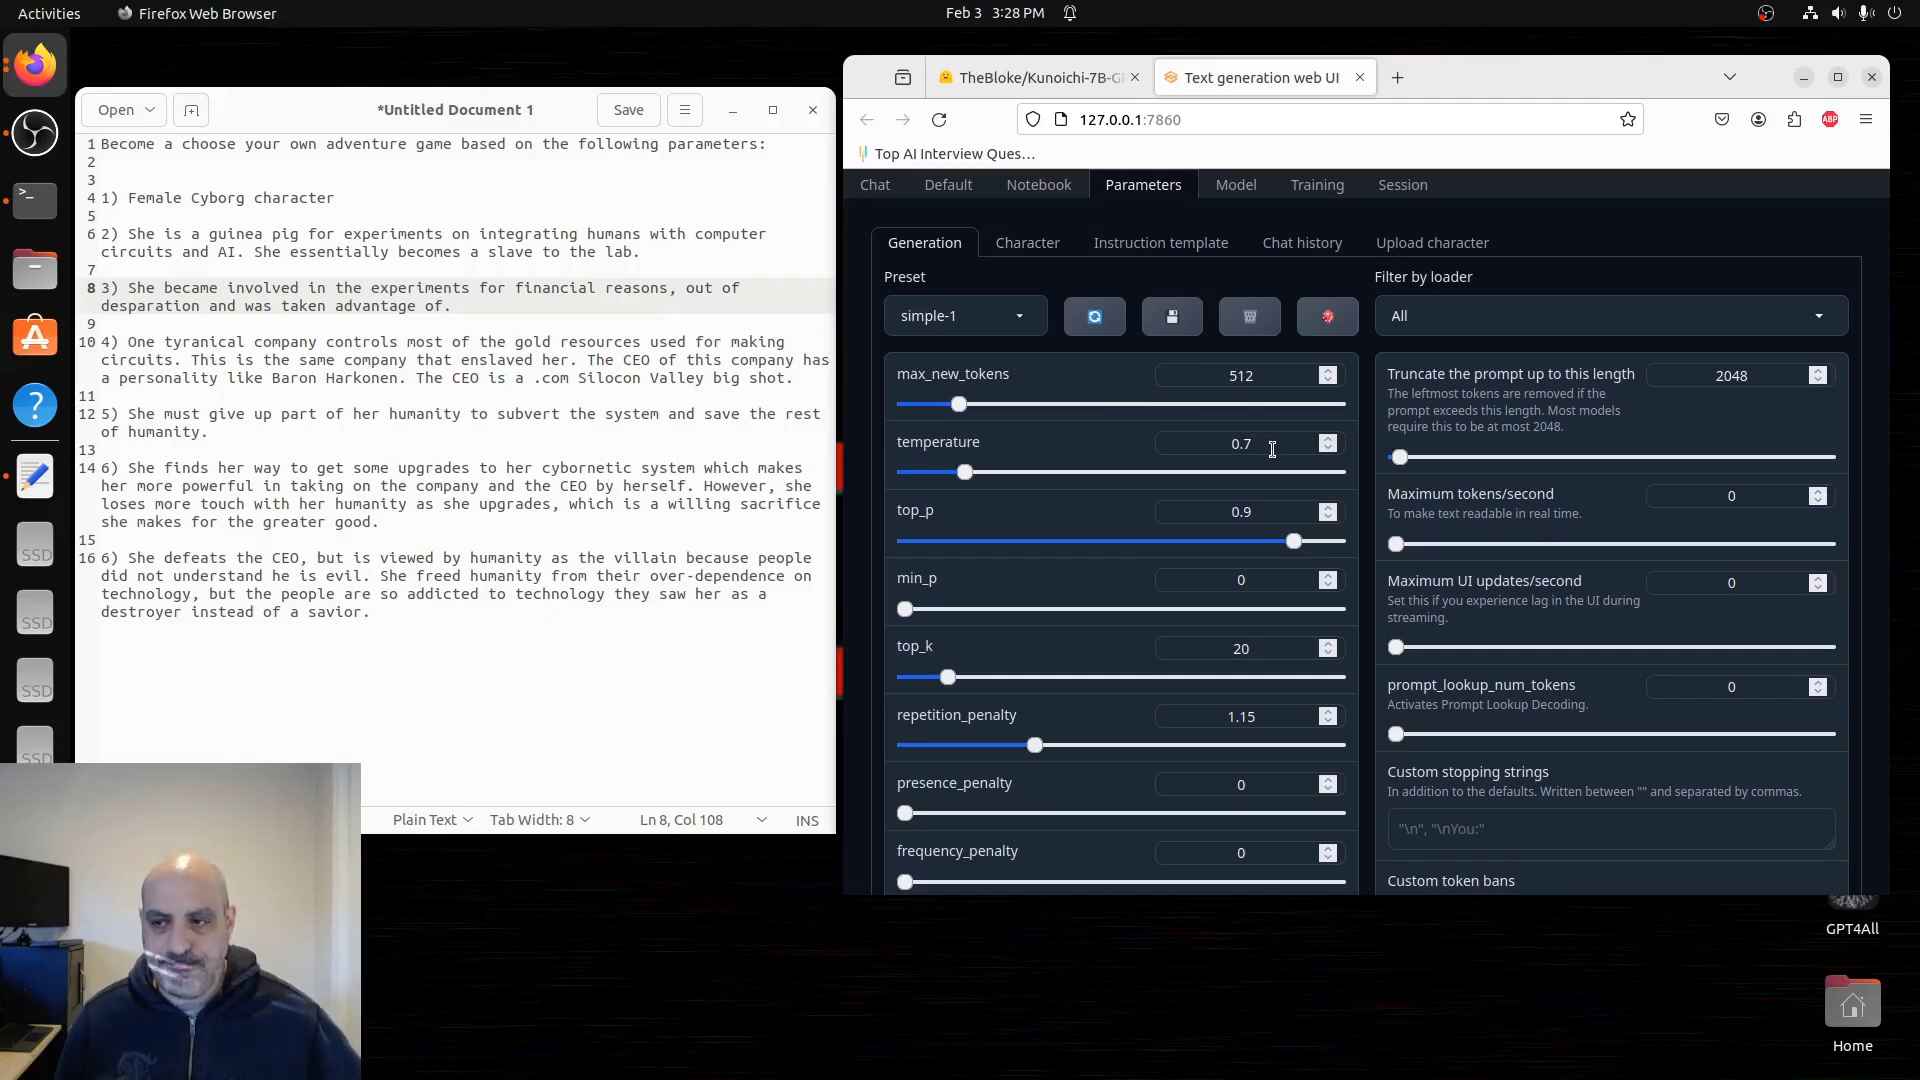 Activities
Firefox Web Browser
Feb 3 3:28 PM
Open
*Untitled Document 1
Save
1 Become a choose your own adventure game based on the following parameters:
2
3
4 1) Female Cyborg character
5
6 2) She is a guinea pig for experiments on integrating humans with computer
circuits and AI. She essentially becomes a slave to the lab.
7
8 3) She became involved in the experiments for financial reasons, out of
desparation and was taken advantage of.
9
10 4) One tyranical company controls most of the gold resources used for making
circuits. This is the same company that enslaved her. The CEO of this company has
a personality like Baron Harkonen. The CEO is a .com Silocon Valley big shot.
11
12 5) She must give up part of her humanity to subvert the system and save the rest
of humanity.
13
14 6) She finds her way to get some upgrades to her cybornetic system which makes
her more powerful in taking on the company and the CEO by herself. However, she
loses more touch with her humanity as she upgrades, which is a willing sacrifice
she makes for the greater good.
15
16 6) She defeats the CEO, but is viewed by humanity as the villain because people
did not understand he is evil. She freed humanity from their over-dependence on
technology, but the people are so addicted to technology they saw her as a
destroyer instead of a savior.
Plain Text
Tab Width: 8
Ln 8, Col 108
INS
SSD
SSD
SSD
SSD
TheBloke/Kunoichi-7B-GP
Text generation web UI
127.0.0.1:7860
ABP
Top AI Interview Ques…
Chat
Default
Notebook
Parameters
Model
Training
Session
Generation
Character
Instruction template
Chat history
Upload character
Preset
simple-1
Filter by loader
All
max_new_tokens
512
temperature
0.7
top_p
0.9
min_p
0
top_k
20
repetition_penalty
1.15
presence_penalty
0
frequency_penalty
0
Truncate the prompt up to this length
2048
The leftmost tokens are removed if the
prompt exceeds this length. Most models
require this to be at most 2048.
Maximum tokens/second
0
To make text readable in real time.
Maximum UI updates/second
0
Set this if you experience lag in the UI during
streaming.
prompt_lookup_num_tokens
0
Activates Prompt Lookup Decoding.
Custom stopping strings
In addition to the defaults. Written between "" and separated by commas.
"\n", "\nYou:"
Custom token bans
GPT4All
Home